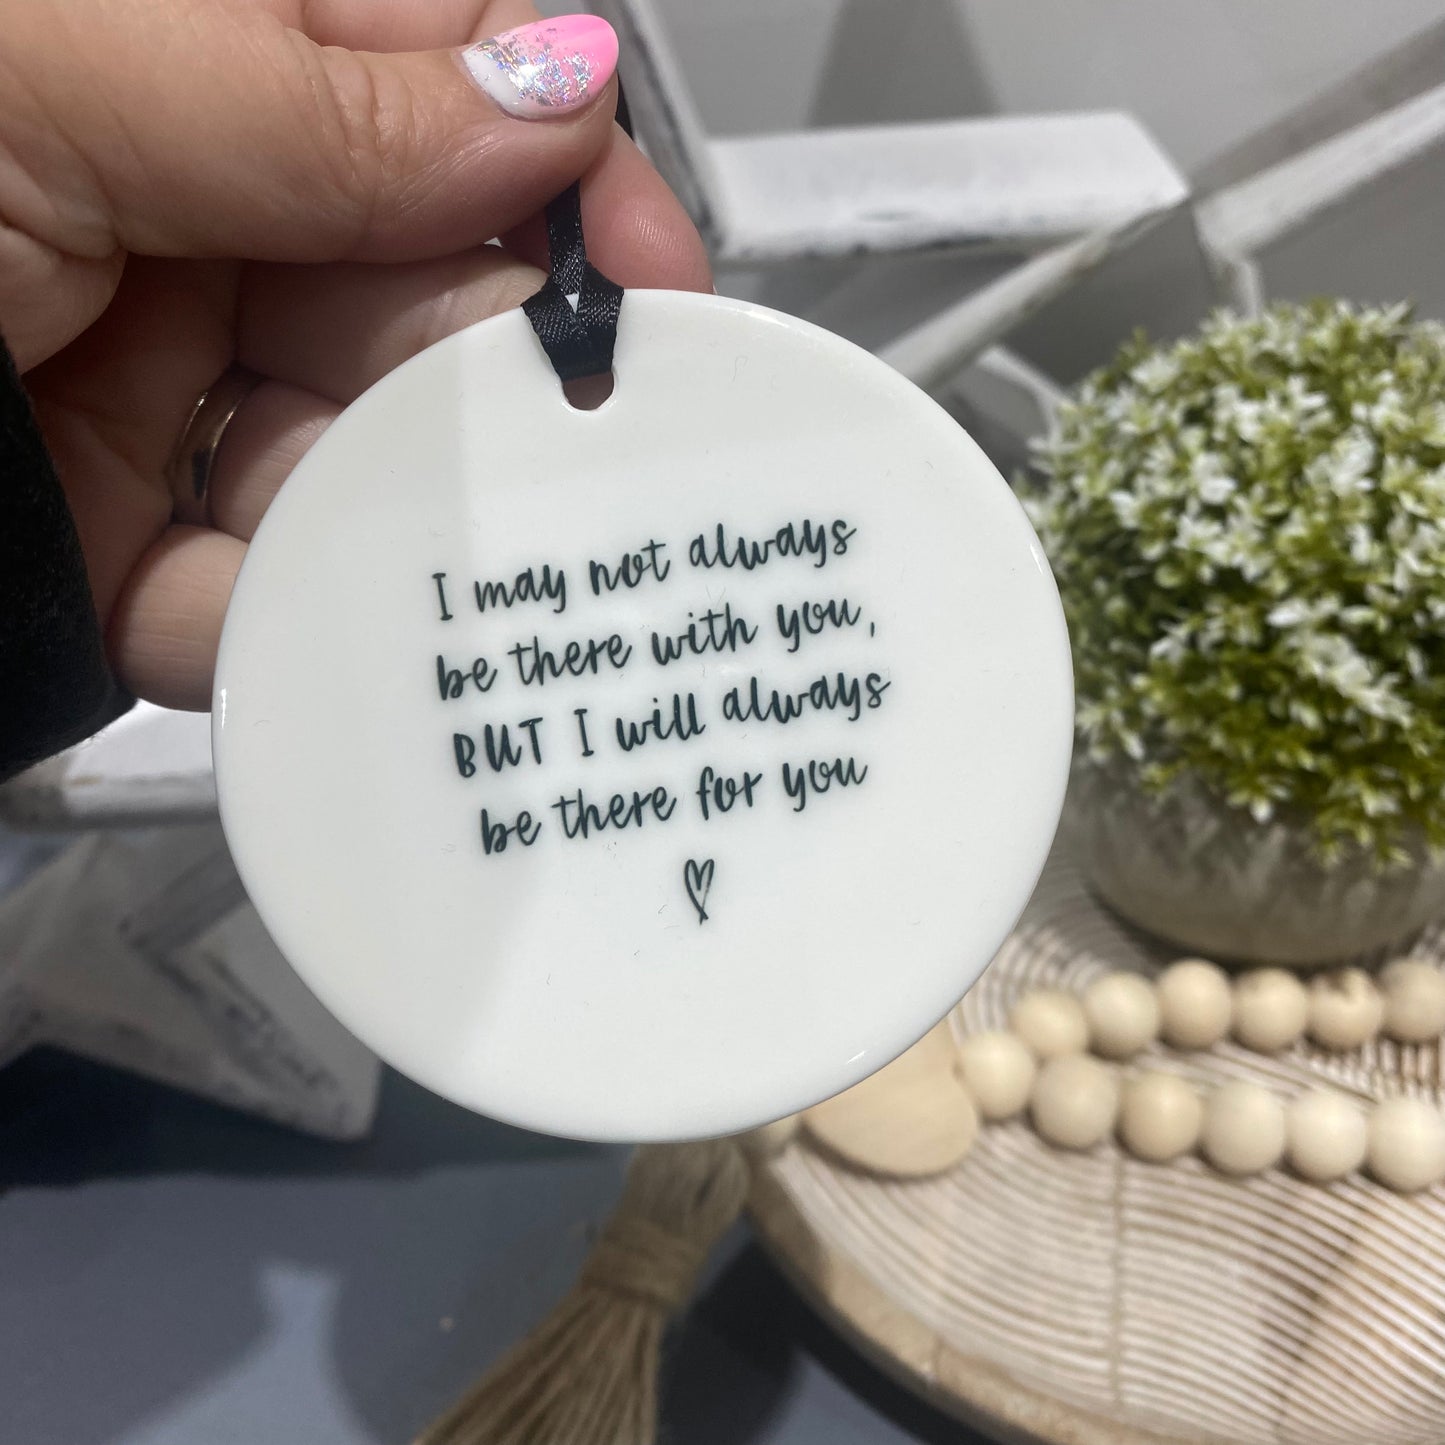 I may not always
be there with you,
BUT I will always
be there for you